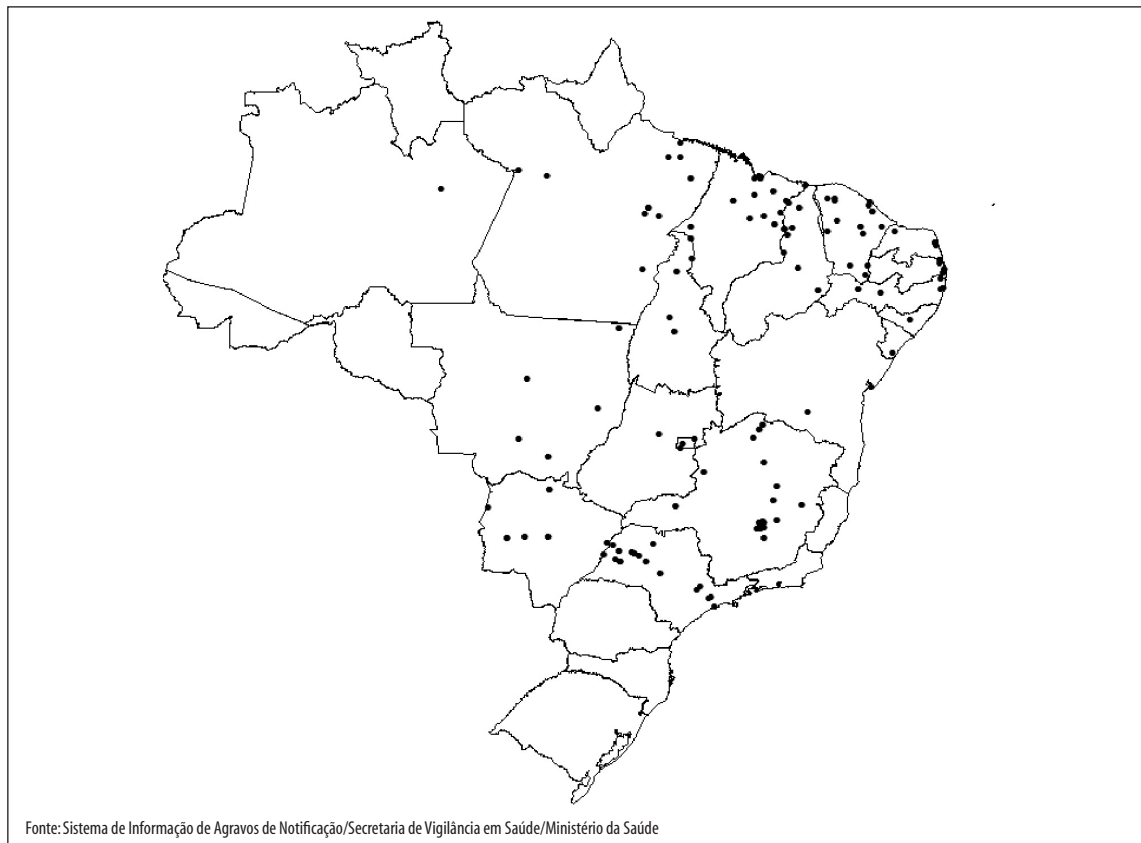 Fonte: Sistema de Informação de Agravos de Notificação/Secretaria de Vigilância em Saúde/Ministério da Saúde